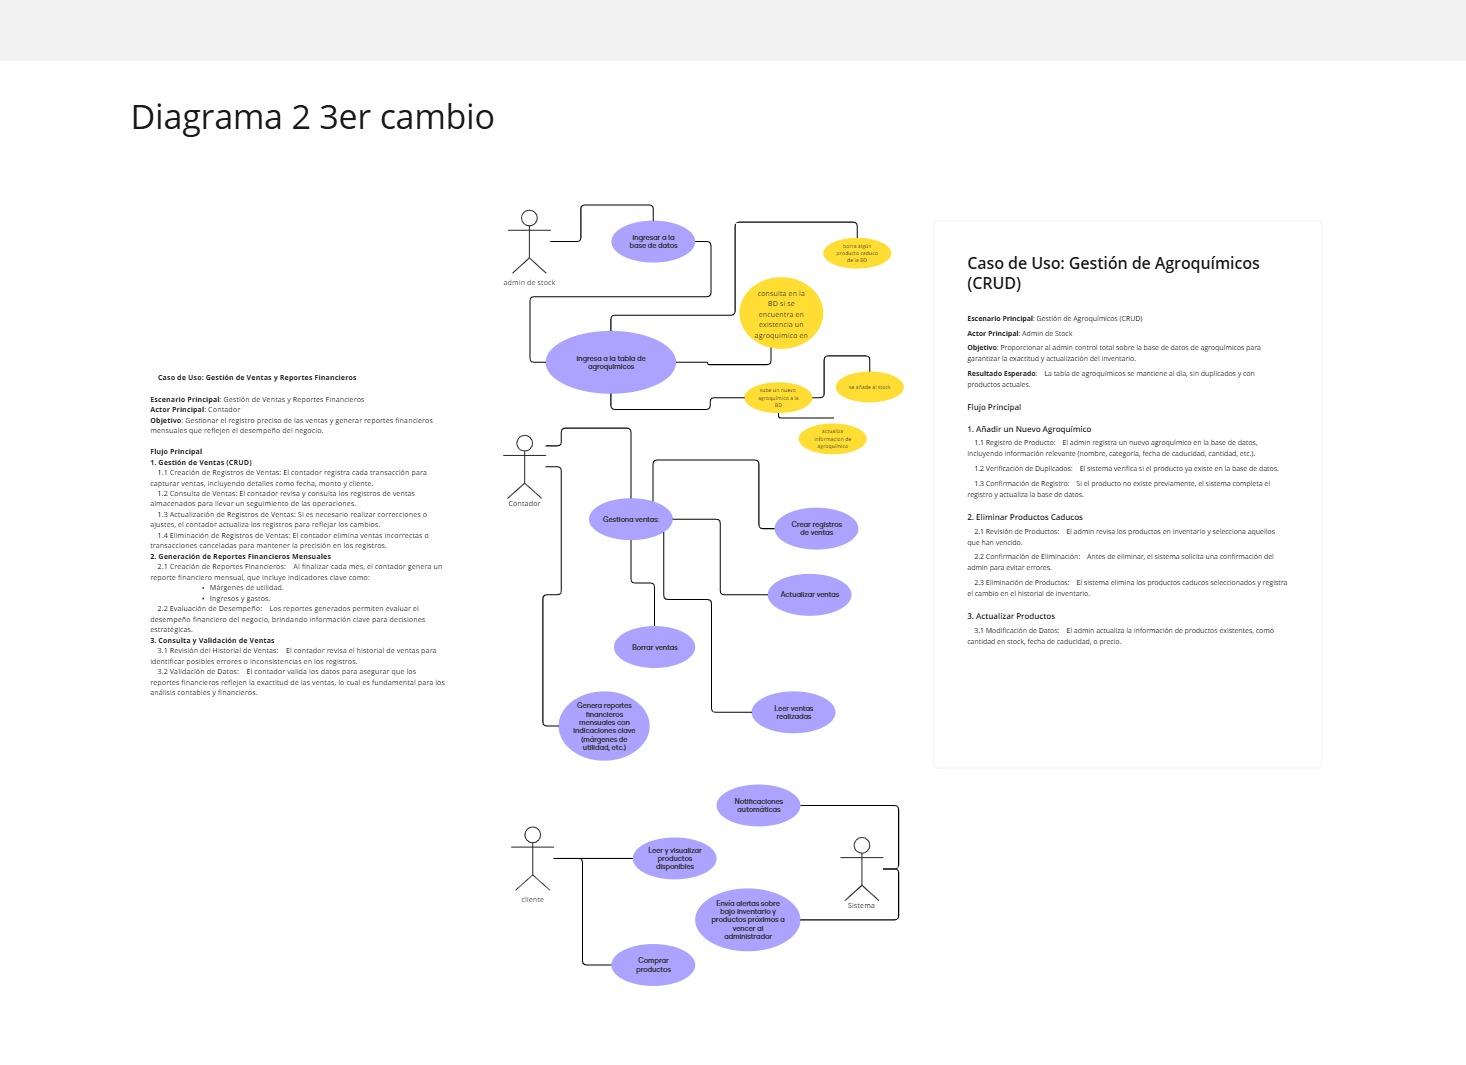 Diagrama 2 3er cambio
Caso de Uso: Gestión de Ventas y Reportes Financieros
Escenario Principal: Gestión de Ventas y Reportes Financieros
Actor Principal: Contador
Objetivo: Gestionar el registro preciso de las ventas y generar reportes financieros
mensuales que reflejen el desempeño del negocio.
Flujo Principal
1. Gestión de Ventas (CRUD)
1.1 Creación de Registros de Ventas: El contador registra cada transacción para
capturar ventas, incluyendo detalles como fecha, monto y cliente.
1.2 Consulta de Ventas: El contador revisa y consulta los registros de ventas
almacenados para llevar un seguimiento de las operaciones.
1.3 Actualización de Registros de Ventas: Si es necesario realizar correcciones o
ajustes, el contador actualiza los registros para reflejar los cambios.
1.4 Eliminación de Registros de Ventas: El contador elimina ventas incorrectas o
transacciones canceladas para mantener la precisión en los registros.
2. Generación de Reportes Financieros Mensuales
2.1 Creación de Reportes Financieros: Al finalizar cada mes, el contador genera un
reporte financiero mensual, que incluye indicadores clave como:
• Márgenes de utilidad.
• Ingresos y gastos.
2.2 Evaluación de Desempeño: Los reportes generados permiten evaluar el
desempeño financiero del negocio, brindando información clave para decisiones
estratégicas.
3. Consulta y Validación de Ventas
3.1 Revisión del Historial de Ventas: El contador revisa el historial de ventas para
identificar posibles errores o inconsistencias en los registros.
3.2 Validación de Datos: El contador valida los datos para asegurar que los
reportes financieros reflejen la exactitud de las ventas, lo cual es fundamental para los
análisis contables y financieros.
admin de stock
Ingresar a la
base de datos
borra algún
producto caduco
de la BD
consulta en la
BD si se
encuentra en
existencia un
agroquimico en
Ingresa a la tabla de
agroquimicos
sube un nuevo
agroquimico a la
BD
se añade al stock
actualiza
informacion de
agroquimica
Contador
Gestiona ventas:
Crear registros
de ventas
Actualizar ventas
Borrar ventas
Genera reportes
financieros
mensuales con
indicaciones clave
(márgenes de
utilidad, etc.)
Leer ventas
realizadas
Notificaciones
automáticas
cliente
Leer y visualizar
productos
disponibles
Sistema
Envía alertas sobre
bajo inventario y
productos próximos a
vencer al
administrador
Comprar
productos
Caso de Uso: Gestión de Agroquímicos
(CRUD)
Escenario Principal: Gestión de Agroquímicos (CRUD)
Actor Principal: Admin de Stock
Objetivo: Proporcionar al admin control total sobre la base de datos de agroquímicos para
garantizar la exactitud y actualización del inventario.
Resultado Esperado: La tabla de agroquímicos se mantiene al día, sin duplicados y con
productos actuales.
Flujo Principal
1. Añadir un Nuevo Agroquímico
1.1 Registro de Producto: El admin registra un nuevo agroquímico en la base de datos,
incluyendo información relevante (nombre, categoría, fecha de caducidad, cantidad, etc.).
1.2 Verificación de Duplicados: El sistema verifica si el producto ya existe en la base de datos.
1.3 Confirmación de Registro: Si el producto no existe previamente, el sistema completa el
registro y actualiza la base de datos.
2. Eliminar Productos Caducos
2.1 Revisión de Productos: El admin revisa los productos en inventario y selecciona aquellos
que han vencido.
2.2 Confirmación de Eliminación: Antes de eliminar, el sistema solicita una confirmación del
admin para evitar errores.
2.3 Eliminación de Productos: El sistema elimina los productos caducos seleccionados y registra
el cambio en el historial de inventario.
3. Actualizar Productos
3.1 Modificación de Datos: El admin actualiza la información de productos existentes, como
cantidad en stock, fecha de caducidad, o precio.